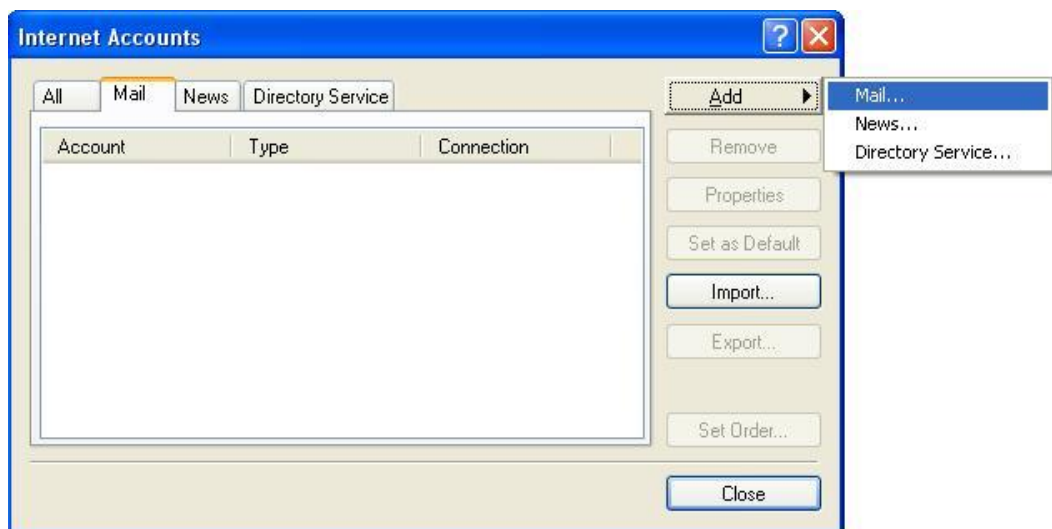 Internet Accounts
All Mail News Directory Service
Account Type Connection
Add
Mail...
News...
Directory Service...
Remove
Properties
Set as Default
Import...
Export...
Set Order...
Close